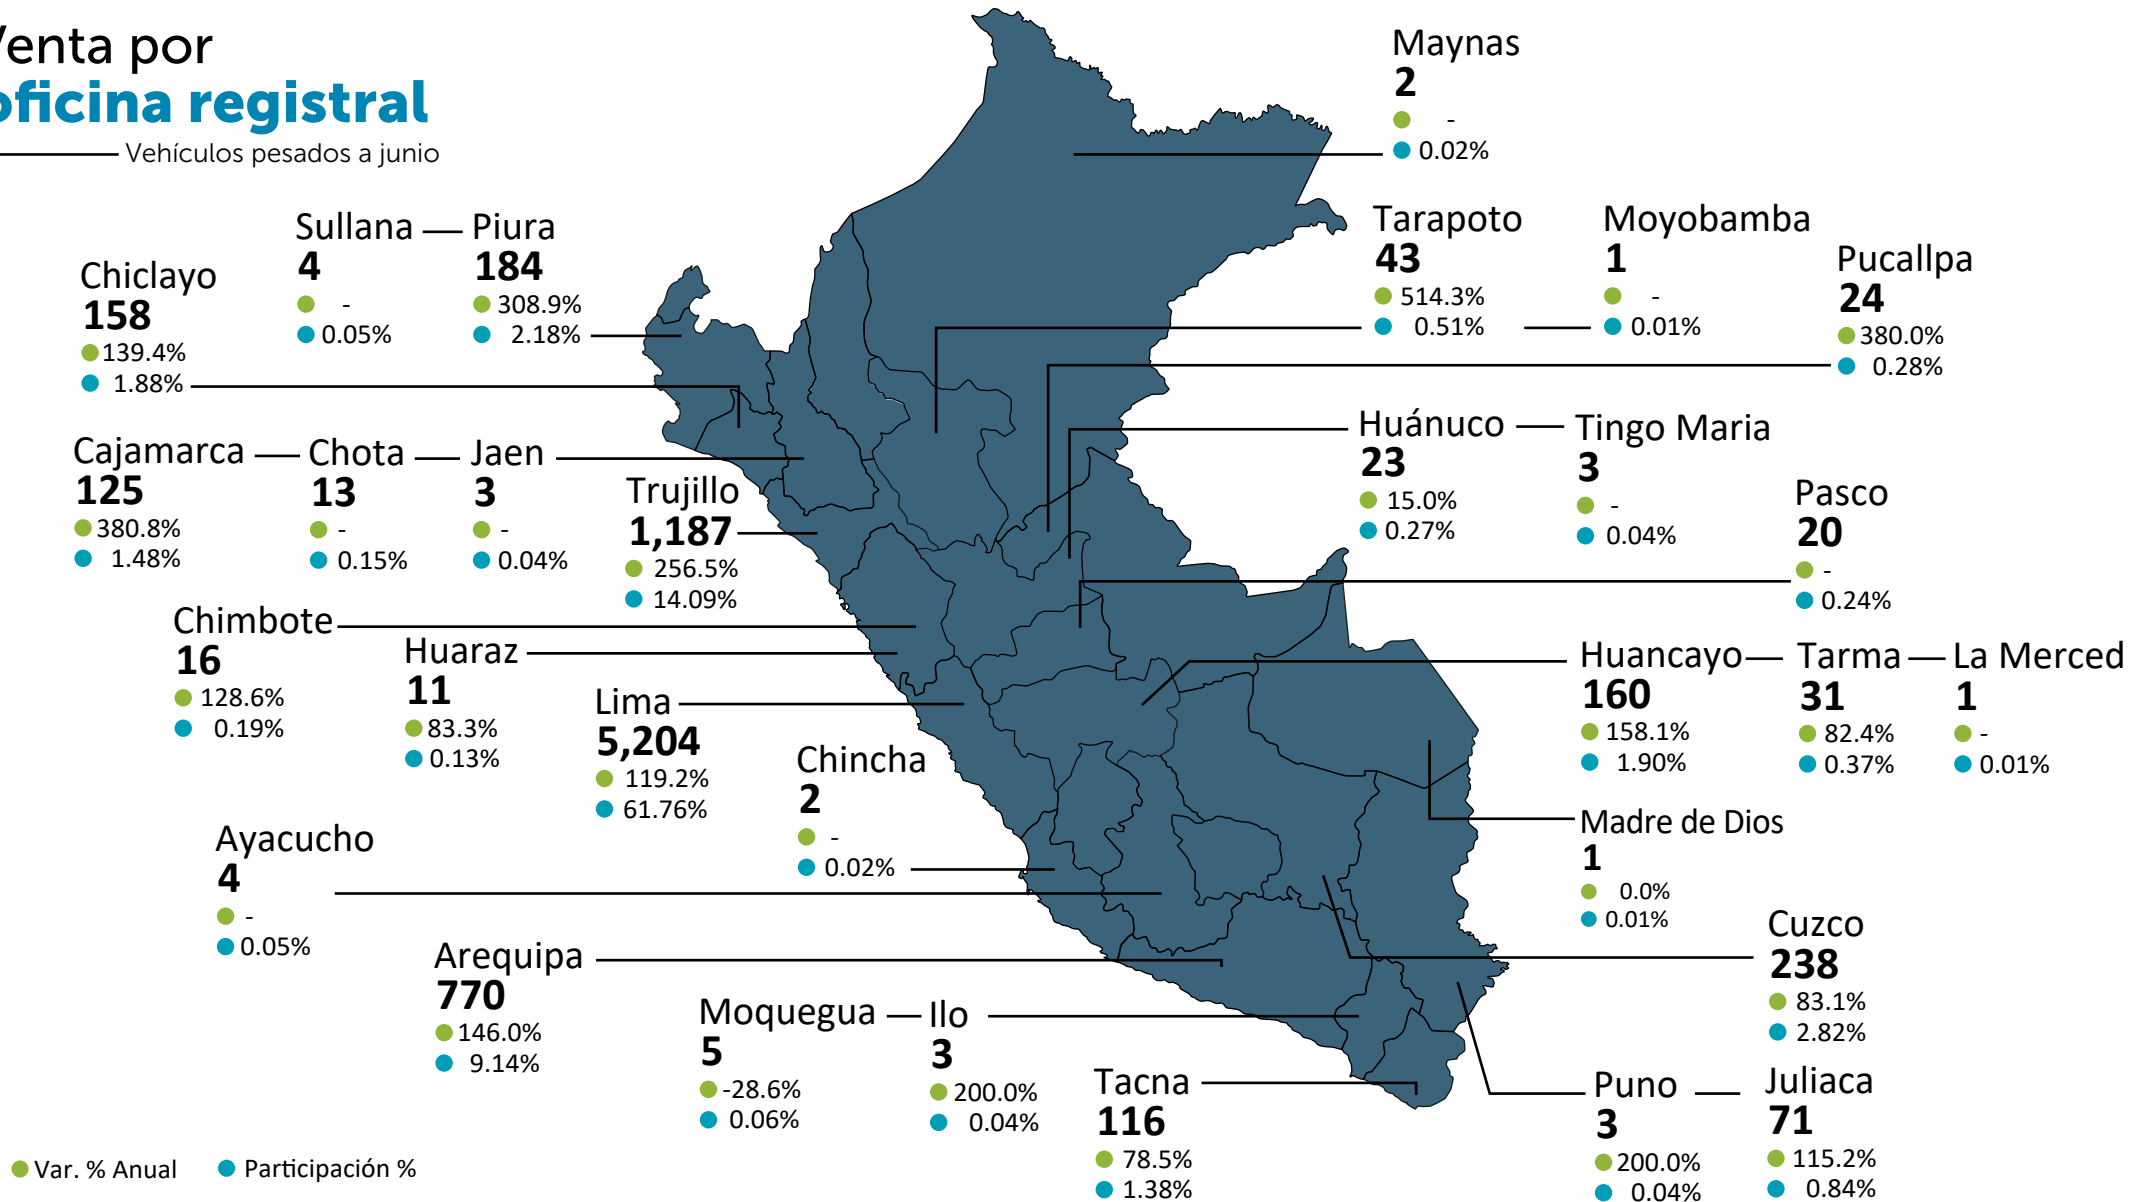 Venta por
oficina registral
Vehículos pesados a junio
Maynas
2
-
0.02%
Sullana
4
-
0.05%
Piura
184
308.9%
2.18%
Tarapoto
43
514.3%
0.51%
Moyobamba
1
-
0.01%
Pucallpa
24
380.0%
0.28%
Chiclayo
158
139.4%
1.88%
Cajamarca
125
380.8%
1.48%
Chota
13
-
0.15%
Jaen
3
-
0.04%
Trujillo
1,187
256.5%
14.09%
Huánuco
23
15.0%
0.27%
Tingo Maria
3
-
0.04%
Pasco
20
-
0.24%
Chimbote
16
128.6%
0.19%
Huaraz
11
83.3%
0.13%
Lima
5,204
119.2%
61.76%
Chincha
2
-
0.02%
Huancayo
160
158.1%
1.90%
Tarma
31
82.4%
0.37%
La Merced
1
-
0.01%
Madre de Dios
1
0.0%
0.01%
Ayacucho
4
-
0.05%
Arequipa
770
146.0%
9.14%
Cuzco
238
83.1%
2.82%
Moquegua
5
-28.6%
0.06%
Ilo
3
200.0%
0.04%
Tacna
116
78.5%
1.38%
Puno
3
200.0%
0.04%
Juliaca
71
115.2%
0.84%
Var. % Anual
Participación %